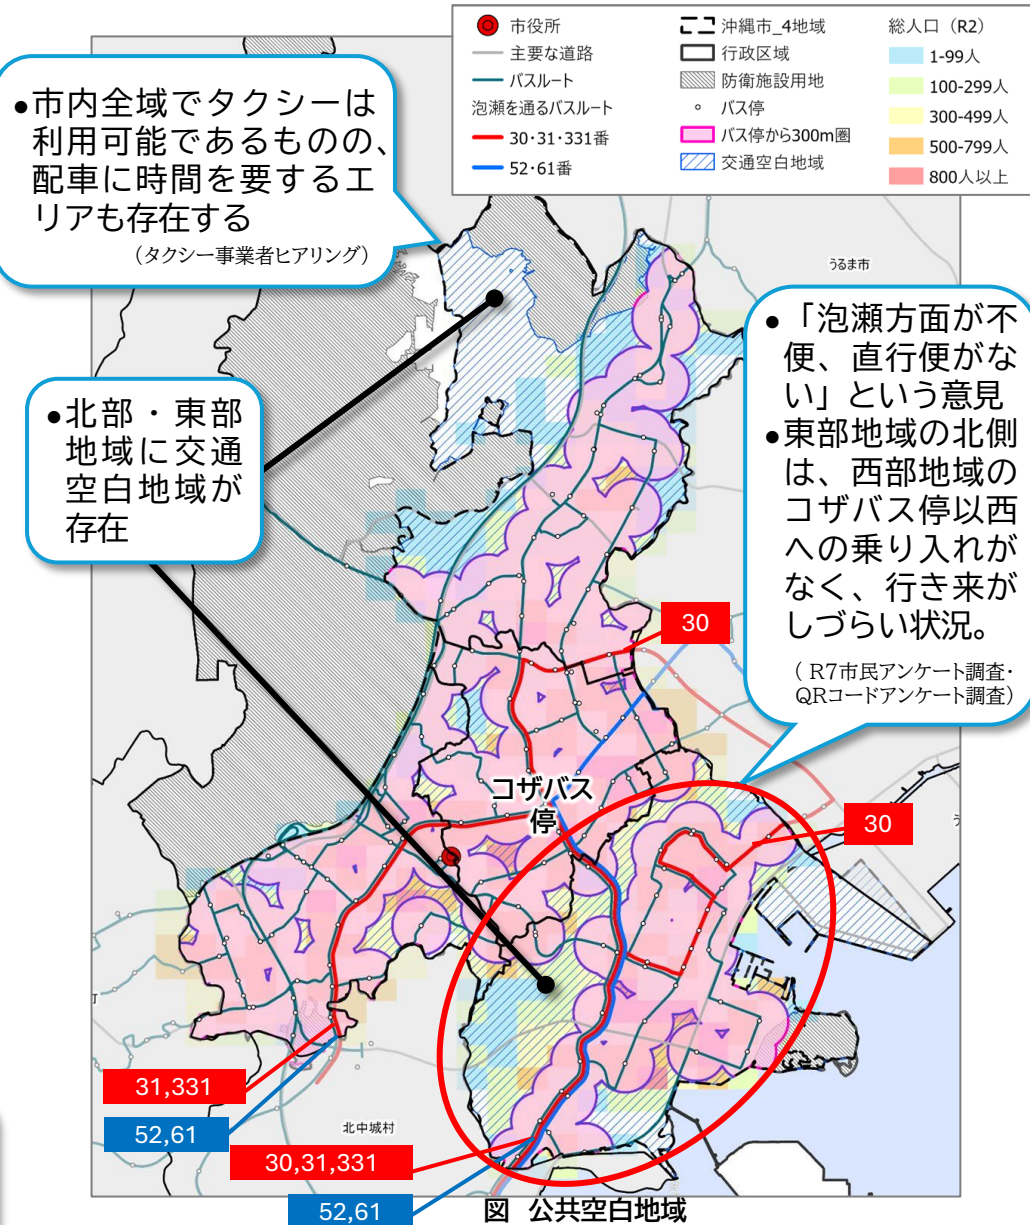 市役所
主要な道路
バスルート
泡瀬を通るバスルート
30・31・331番
52・61番
沖縄市_4地域
行政区域
防衛施設用地
バス停
バス停から300m圏
交通空白地域
総人口（R2）
1-99人
100-299人
300-499人
500-799人
800人以上
●市内全域でタクシーは
利用可能であるものの、
配車に時間を要するエ
リアも存在する
（タクシー事業者ヒアリング）
うるま市
●「泡瀬方面が不
便、直行便がな
い」という意見
●東部地域の北側
は、西部地域の
コザバス停以西
への乗り入れが
なく、行き来が
しづらい状況。
（R7市民アンケート調査・
QRコードアンケート調査）
●北部・東部
地域に交通
空白地域が
存在
30
コザバス
停
30
31,331
52,61
北中城村
30,31,331
52,61
図 公共空白地域